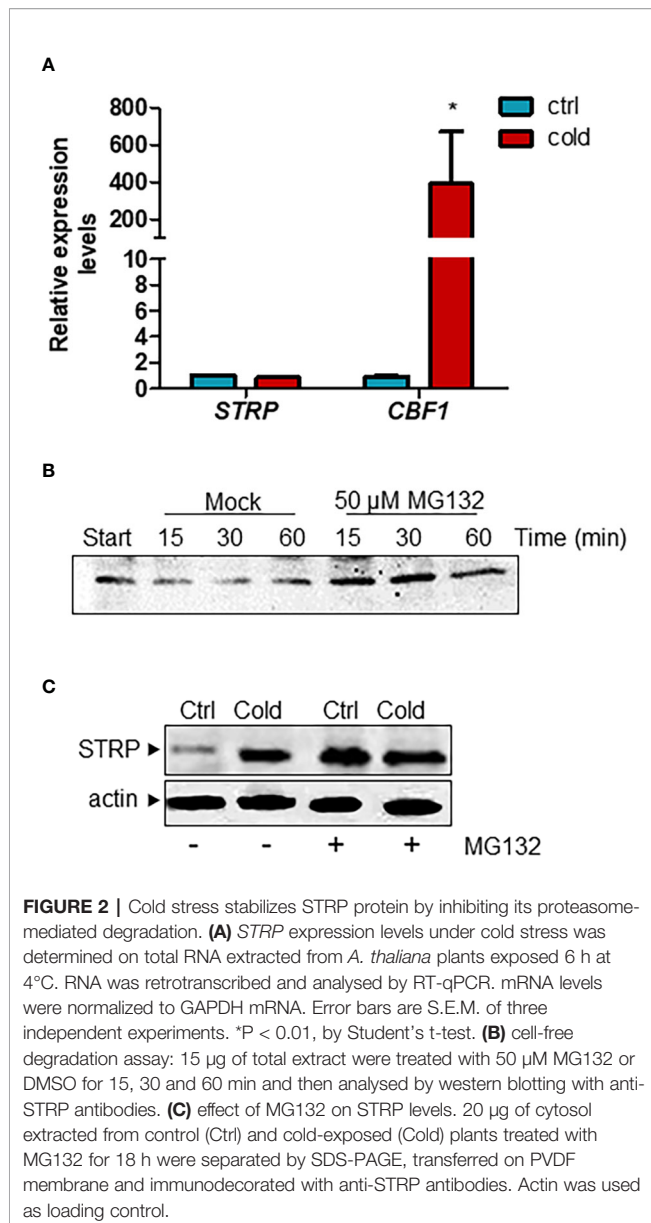 A
800
600
400
200
10
8
6
4
2
0
Relative expression
levels
*
ctrl
cold
STRP CBF1
B
Mock 50 µM MG132
Start 15 30 60 15 30 60 Time (min)
C
Ctrl Cold Ctrl Cold
STRP ►
actin ►
- - + + MG132
FIGURE 2 | Cold stress stabilizes STRP protein by inhibiting its proteasome-
mediated degradation. (A) STRP expression levels under cold stress was
determined on total RNA extracted from A. thaliana plants exposed 6 h at
4°C. RNA was retrotranscribed and analysed by RT-qPCR. mRNA levels
were normalized to GAPDH mRNA. Error bars are S.E.M. of three
independent experiments. *P < 0.01, by Student's t-test. (B) cell-free
degradation assay: 15 µg of total extract were treated with 50 µM MG132 or
DMSO for 15, 30 and 60 min and then analysed by western blotting with anti-
STRP antibodies. (C) effect of MG132 on STRP levels. 20 µg of cytosol
extracted from control (Ctrl) and cold-exposed (Cold) plants treated with
MG132 for 18 h were separated by SDS-PAGE, transferred on PVDF
membrane and immunodecorated with anti-STRP antibodies. Actin was used
as loading control.